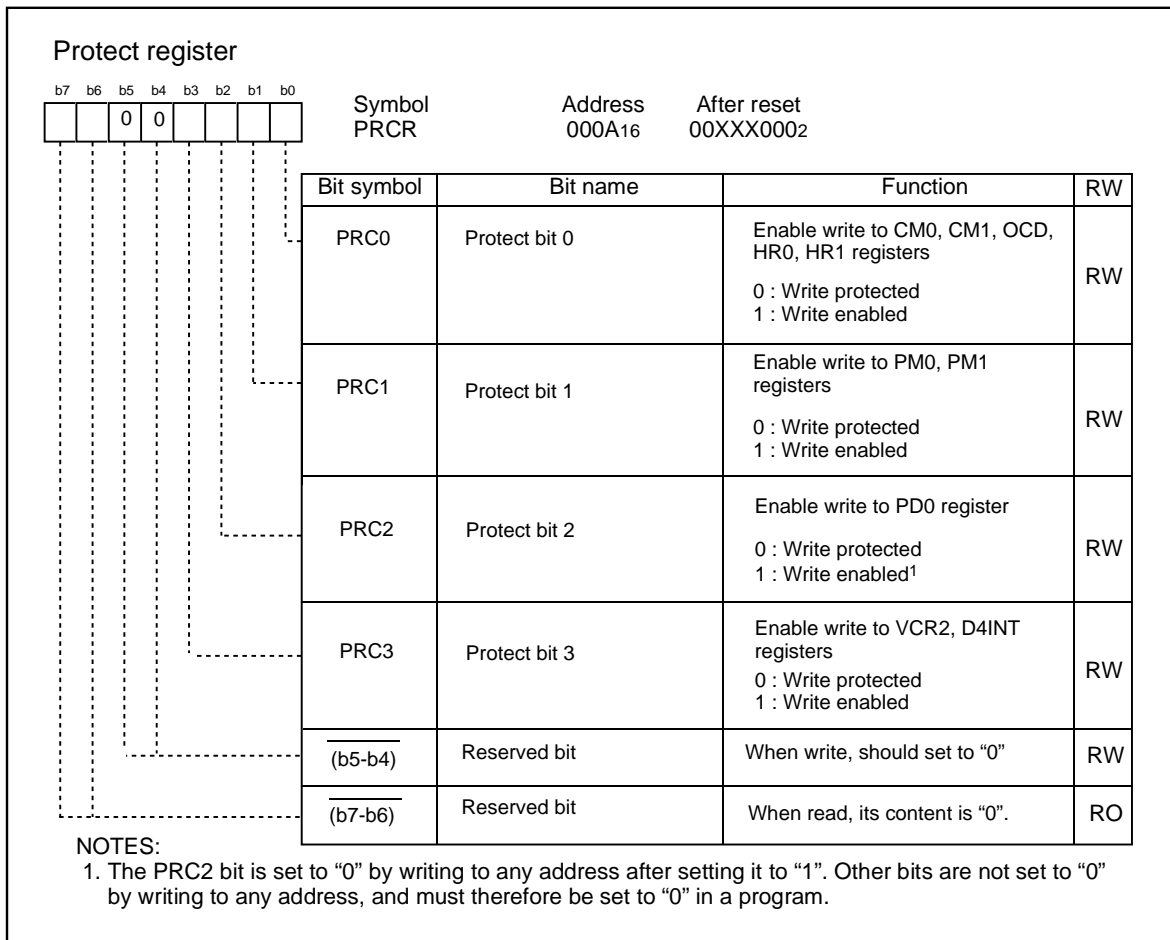 Protect register
b7 b6 b5 b4 b3 b2 b1 b0
0 0
Symbol Address After reset
PRCR 000A16 00XXX0002
Bit symbol Bit name Function RW
PRC0 Protect bit 0 Enable write to CM0, CM1, OCD,
HR0, HR1 registers
0 : Write protected
1 : Write enabled
RW
PRC1 Protect bit 1 Enable write to PM0, PM1
registers
0 : Write protected
1 : Write enabled
RW
PRC2 Protect bit 2 Enable write to PD0 register
0 : Write protected
1 : Write enabled1
RW
PRC3 Protect bit 3 Enable write to VCR2, D4INT
registers
0 : Write protected
1 : Write enabled
RW
(b5-b4) Reserved bit When write, should set to “0” RW
(b7-b6) Reserved bit When read, its content is “0”. RO
NOTES:
1. The PRC2 bit is set to “0” by writing to any address after setting it to “1”. Other bits are not set to “0”
by writing to any address, and must therefore be set to “0” in a program.